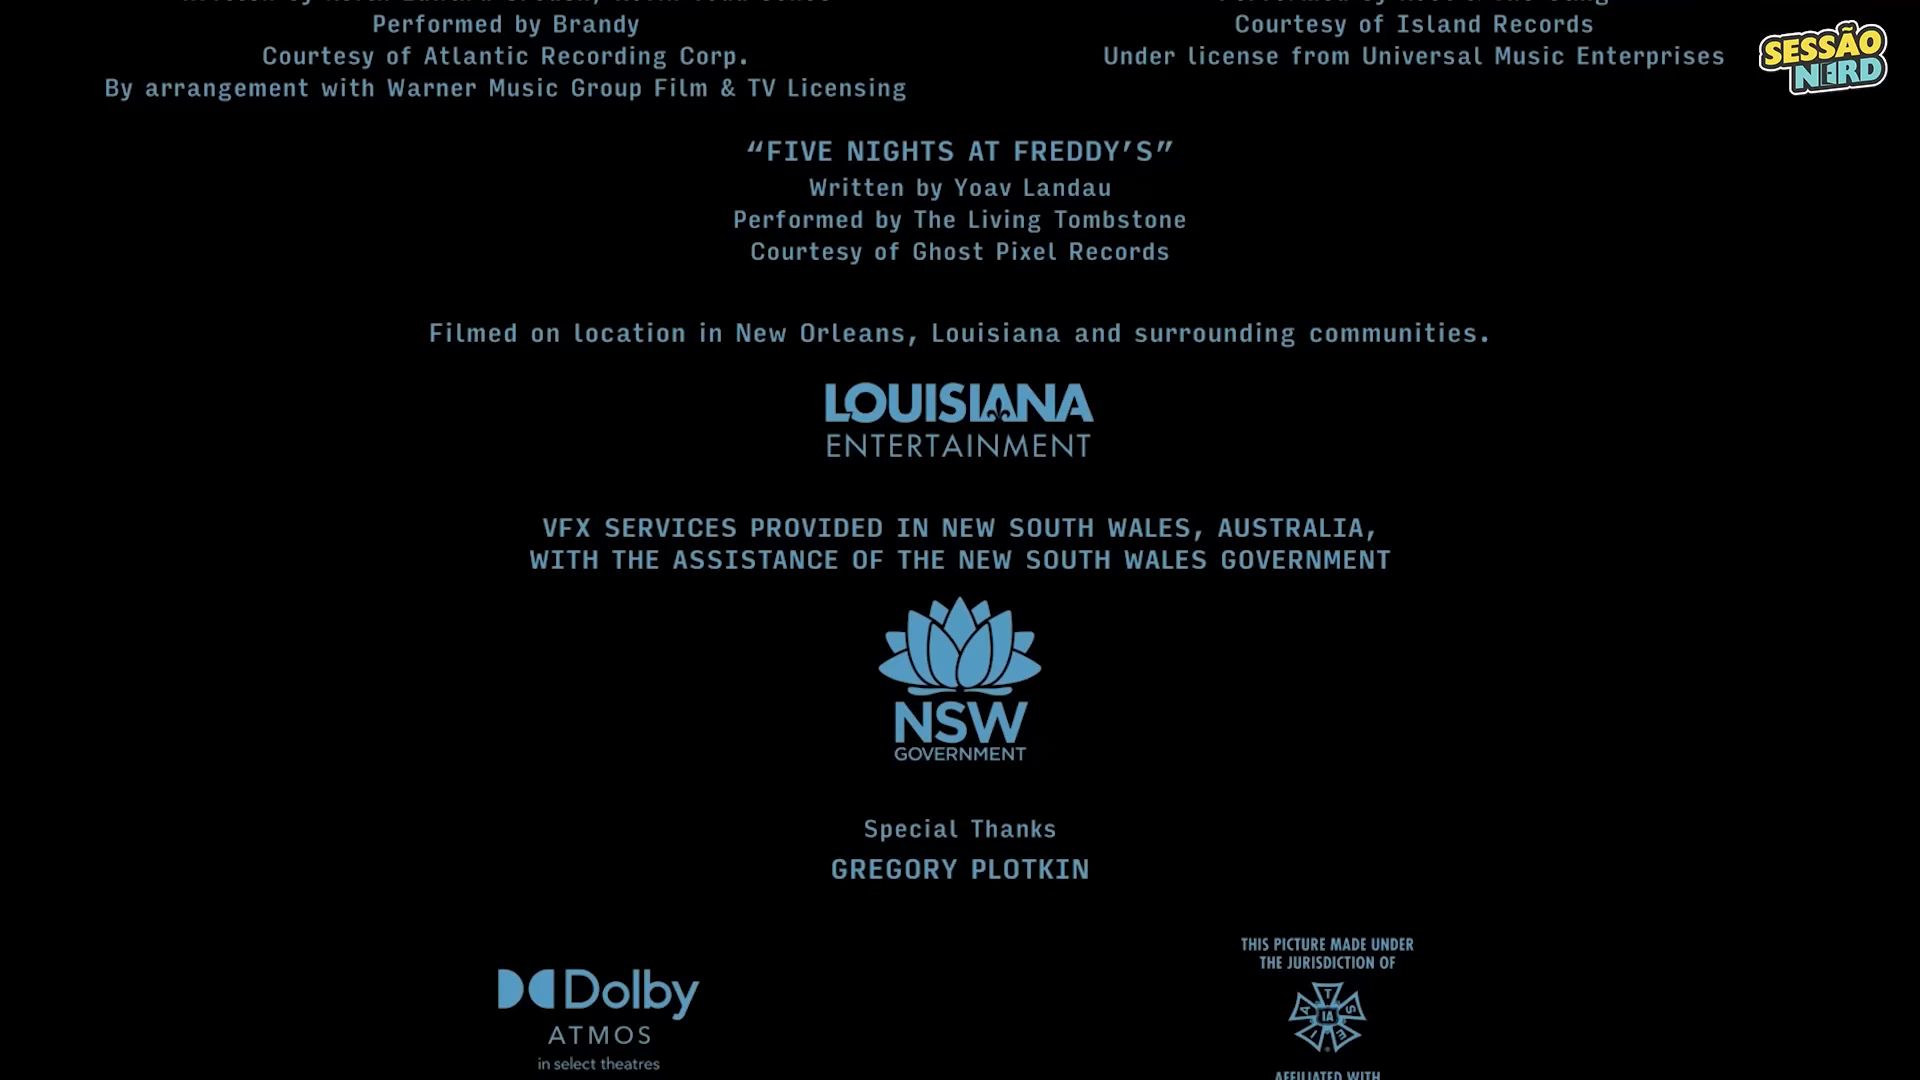 Performed by Brandy
Courtesy of Atlantic Recording Corp.
By arrangement with Warner Music Group Film & TV Licensing
Courtesy of Island Records
Under license from Universal Music Enterprises
SESSÃO
NERD
“FIVE NIGHTS AT FREDDY’S”
Written by Yoav Landau
Performed by The Living Tombstone
Courtesy of Ghost Pixel Records
Filmed on location in New Orleans, Louisiana and surrounding communities.
LOUISIANA
ENTERTAINMENT
VFX SERVICES PROVIDED IN NEW SOUTH WALES, AUSTRALIA,
WITH THE ASSISTANCE OF THE NEW SOUTH WALES GOVERNMENT
NSW
GOVERNMENT
Special Thanks
GREGORY PLOTKIN
Dolby
ATMOS
in select theatres
THIS PICTURE MADE UNDER
THE JURISDICTION OF
IATSE
IA
AFFILIATED WITH